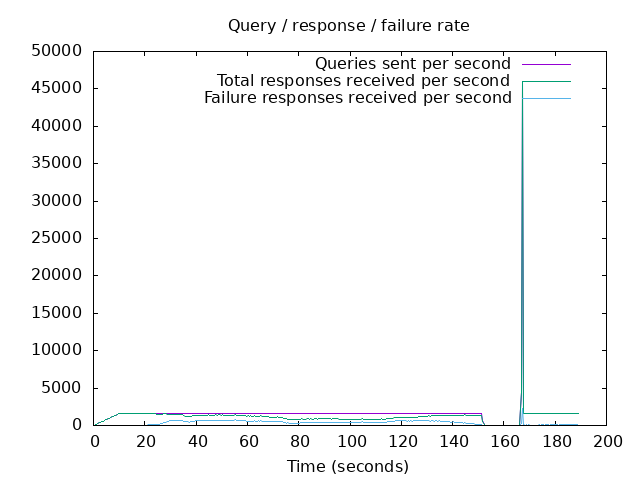 Query / response / failure rate
50000
45000
40000
35000
30000
25000
20000
15000
10000
5000
0
Queries sent per second
Total responses received per second
Failure responses received per second
0 20 40 60 80 100 120 140 160 180 200
Time (seconds)